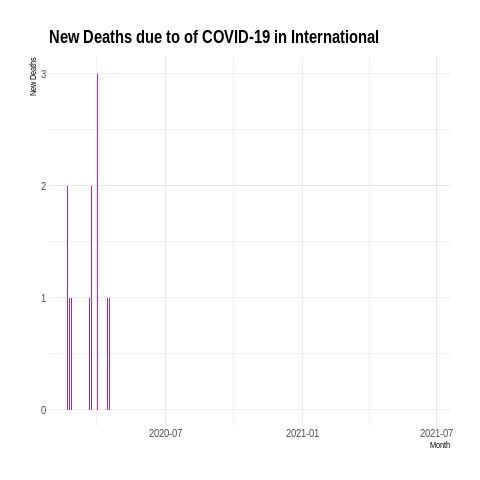 New Deaths due to of COVID-19 in International
New Deaths
3
2
1
0
2020-07 2021-01 2021-07
Month